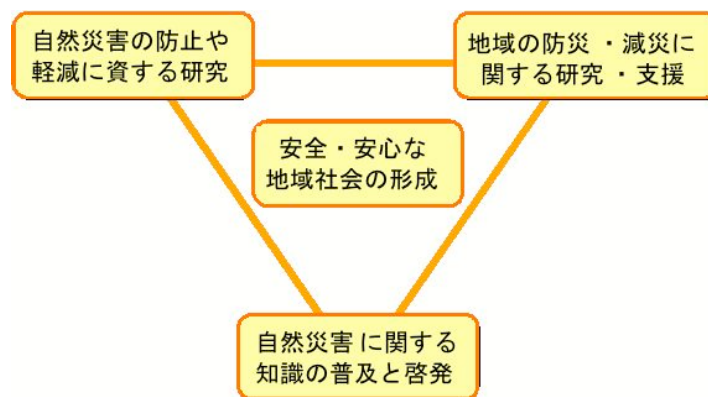 自然災害の防止や
軽減に資する研究
地域の防災・減災に
関する研究・支援
安全・安心な
地域社会の形成
自然災害に関する
知識の普及と啓発